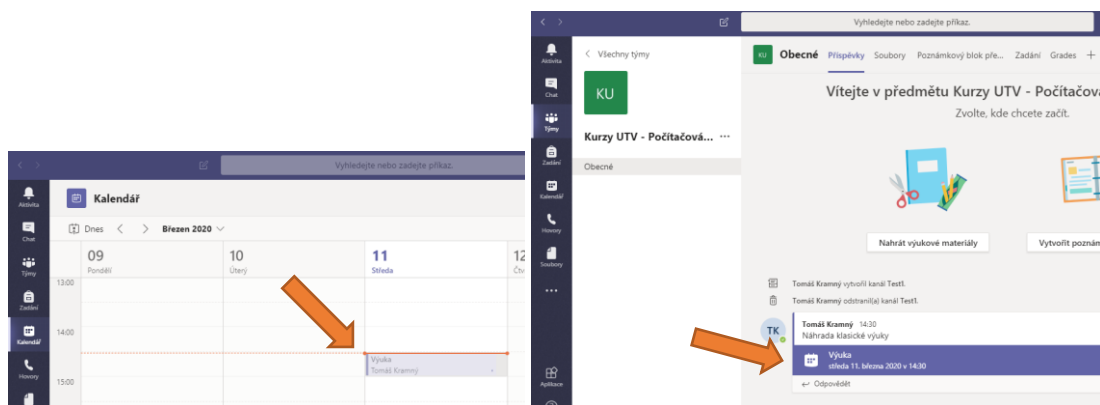 Vyhledejte nebo zadejte příkaz.
Aktivita
Chat
Týmy
Zadání
Kalendář
Hovory
Kalendář
Dnes
Březen 2020
09
Pondělí
10
Úterý
11
Středa
12
13:00
14:00
15:00
Výuka
Tomáš Kramný
Vyhledejte nebo zadejte příkaz.
Aktivita
Chat
Týmy
Zadání
Kalendář
Hovory
Soubory
Aplikace
Všechny týmy
KU
Kurzy UTV - Počítačová...
Obecné
KU
Obecné Příspěvky Soubory Poznámkový blok pře... Zadání Grades +
Vítejte v předmětu Kurzy UTV - Počítačová
Zvolte, kde chcete začít.
Nahrát výukové materiály
Vytvořit poznám
Tomáš Kramný vytvořil kanál Test1.
Tomáš Kramný odstranil(a) kanál Test1.
TK
Tomáš Kramný 14:30
Náhrada klasické výuky
Výuka
středa 11. března 2020 v 14:30
Odpovědět